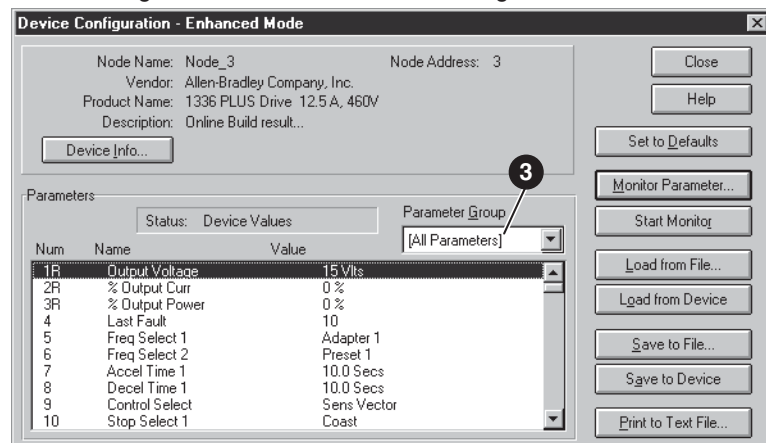 Device Configuration - Enhanced Mode
Node Name: Node_3 Node Address: 3
Vendor: Allen-Bradley Company, Inc.
Product Name: 1336 PLUS Drive 12.5 A, 460V
Description: Online Build result...
Device Info...
Close
Help
Set to Defaults
Monitor Parameter...
Start Monitor
Load from File...
Load from Device
Save to File...
Save to Device
Print to Text File...
3
Parameters
Status: Device Values
Parameter Group
[All Parameters]
Num Name Value
1R Output Voltage 15 Vlts
2R % Output Curr 0 %
3R % Output Power 0 %
4 Last Fault 10
5 Freq Select 1 Adapter 1
6 Freq Select 2 Preset 1
7 Accel Time 1 10.0 Secs
8 Decel Time 1 10.0 Secs
9 Control Select Sens Vector
10 Stop Select 1 Coast